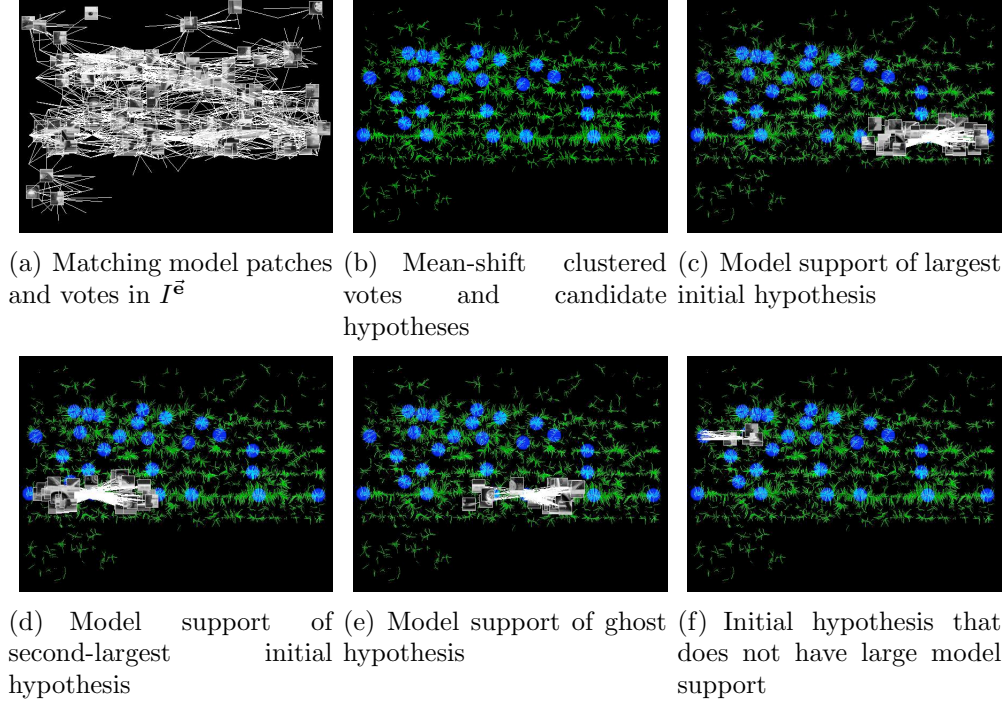 (a) Matching model patches
and votes in I^{\vec{e}}
(b) Mean-shift clustered
votes and candidate
hypotheses
(c) Model support of largest
initial hypothesis
(d) Model support of
second-largest initial
hypothesis
(e) Model support of ghost
hypothesis
(f) Initial hypothesis that
does not have large model
support